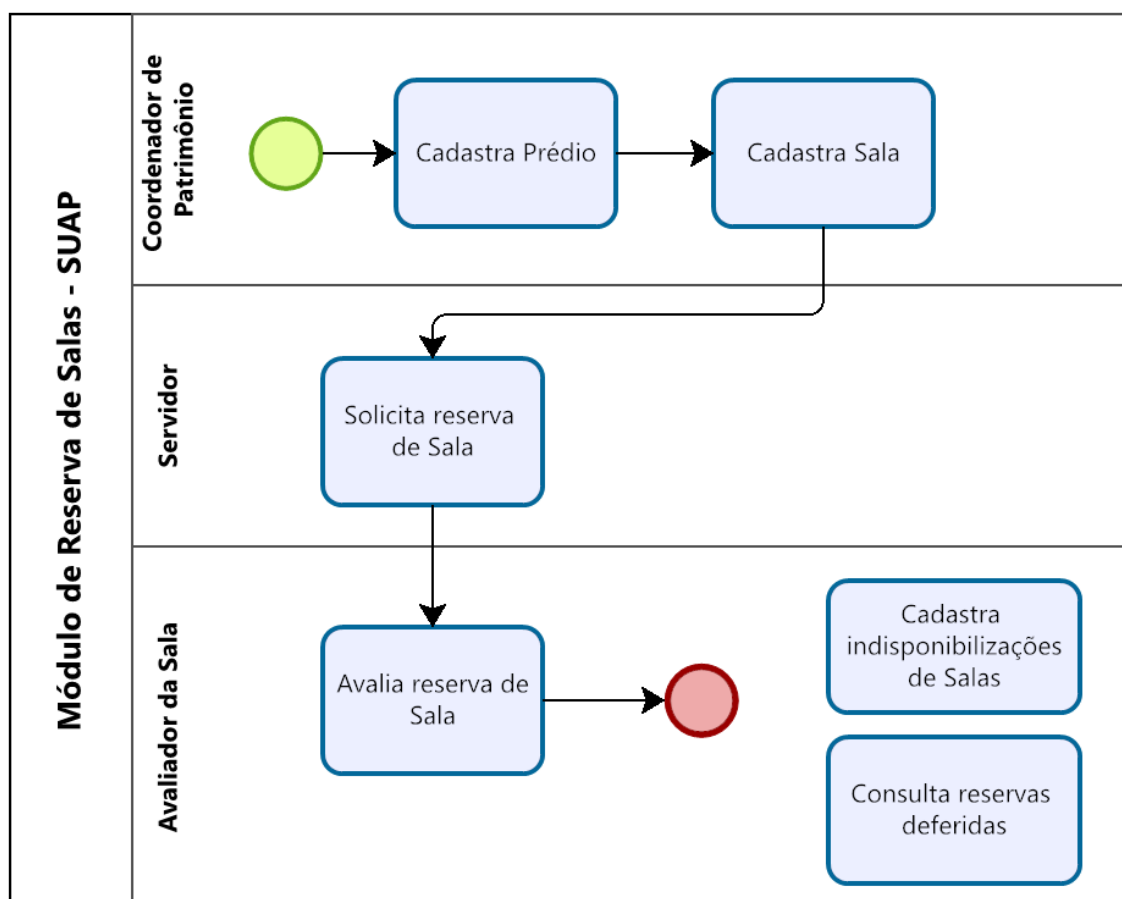 Módulo de Reserva de Salas - SUAP
Coordenador de
Patrimônio
Cadastra Prédio
Cadastra Sala
Servidor
Solicita reserva
de Sala
Avaliador da Sala
Avalia reserva de
Sala
Cadastra
indisponibilizações
de Salas
Consulta reservas
deferidas